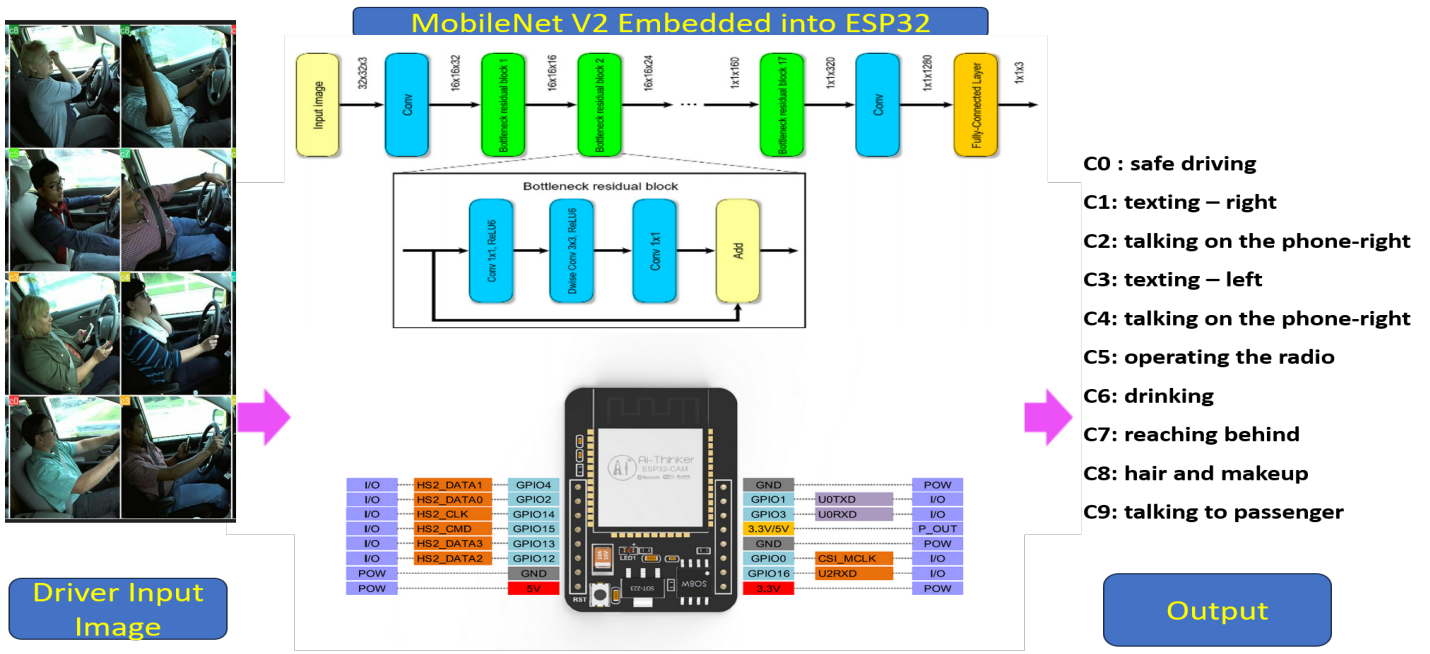 MobileNet V2 Embedded into ESP32
Input image
32x32x3
Conv
16x16x32
Bottleneck residual block 1
16x16x16
Bottleneck residual block 2
16x16x24
...
1x1x160
Bottleneck residual block 17
1x1x320
Conv
1x1x1280
Fully-Connected Layer
1x1x3
Bottleneck residual block
Conv 1x1, ReLU6
Dwise Conv 3x3, ReLU6
Conv 1x1
Add
Ai-Thinker
ESP32-CAM
I/O HS2_DATA1 GPIO4
I/O HS2_DATA0 GPIO2
I/O HS2_CLK GPIO14
I/O HS2_CMD GPIO15
I/O HS2_DATA3 GPIO13
I/O HS2_DATA2 GPIO12
POW GND
POW 5V
LED1
SOT-223
SO8W
RST
GND POW
GPIO1 U0TXD I/O
GPIO3 U0RXD I/O
3.3V/5V P_OUT
GND POW
GPIO0 CSI_MCLK I/O
GPIO16 U2RXD I/O
3.3V POW
C0 : safe driving
C1: texting – right
C2: talking on the phone-right
C3: texting – left
C4: talking on the phone-right
C5: operating the radio
C6: drinking
C7: reaching behind
C8: hair and makeup
C9: talking to passenger
Driver Input
Image
Output